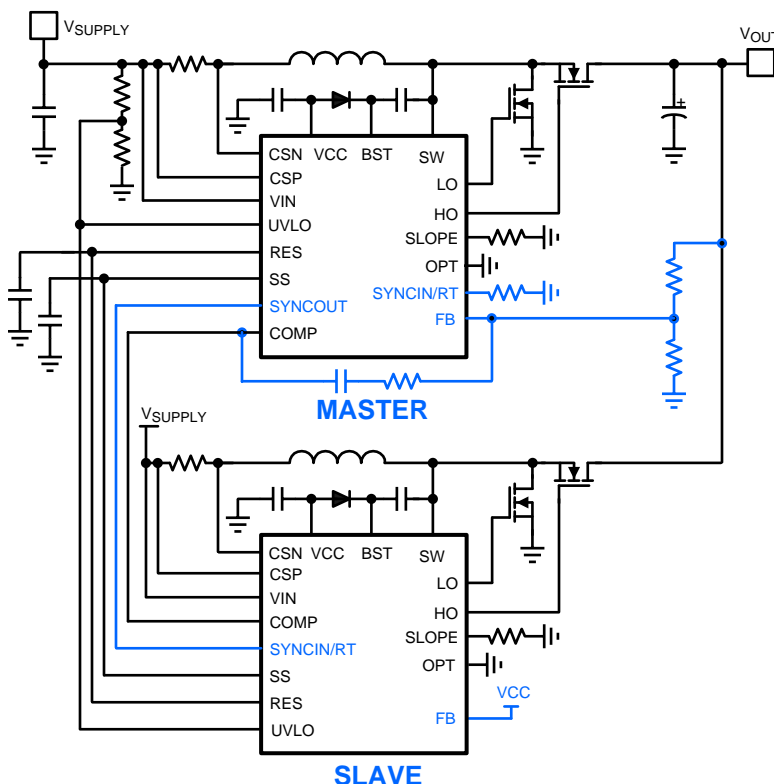 VSUPPLY
VOUT
+
CSN VCC BST SW
CSP
LO
VIN
HO
UVLO
SLOPE
RES
OPT
SS
SYNCIN/RT
SYNCOUT
FB
COMP
MASTER
VSUPPLY
CSN VCC BST SW
CSP
LO
VIN
HO
COMP
SLOPE
SYNCIN/RT
OPT
SS
VCC
RES
FB
UVLO
SLAVE